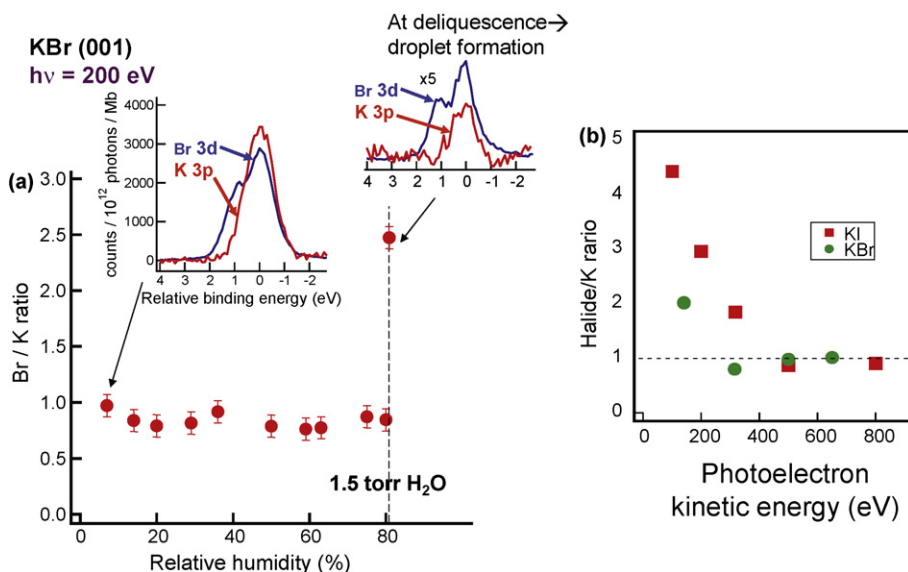 KBr (001)
hν = 200 eV
At deliquescence→
droplet formation
(a)
Br / K ratio
3.0
2.5
2.0
1.5
1.0
0.5
0.0
0
20
40
60
80
Relative humidity (%)
1.5 torr H₂O
counts / 10¹² photons / Mb
4000
3000
2000
1000
0
Br 3d
K 3p
4 3 2 1 0 -1 -2
Relative binding energy (eV)
x5
Br 3d
K 3p
4 3 2 1 0 -1 -2
(b)
Halide/K rario
5
4
3
2
1
0
KI
KBr
0 200 400 600 800
Photoelectron
kinetic energy (eV)